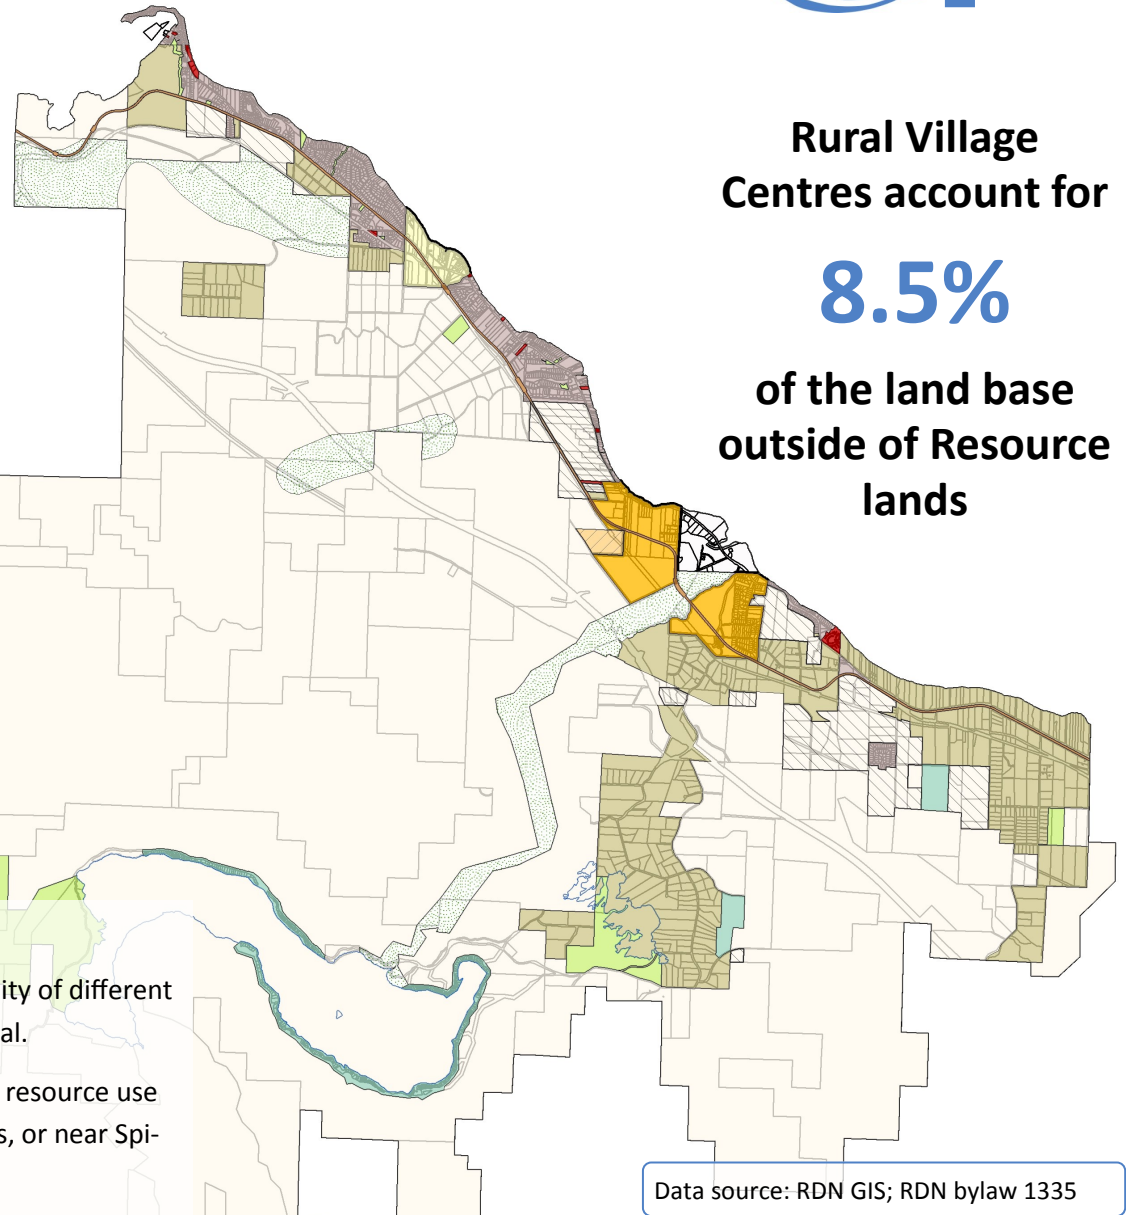 Rural Village
Centres account for
8.5%
of the land base
outside of Resource
lands
ity of different
al.
resource use
s, or near Spi-
Data source: RDN GIS; RDN bylaw 1335